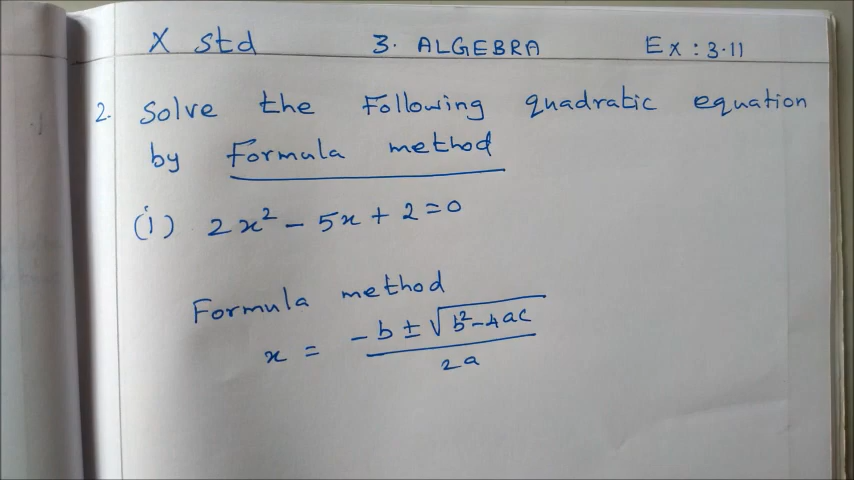 X std 3. ALGEBRA Ex : 3.11
2. Solve the Following quadratic equation
by Formula method
(i) 2x² - 5x + 2 = 0
Formula method
x = -b ± √b²-4ac / 2a